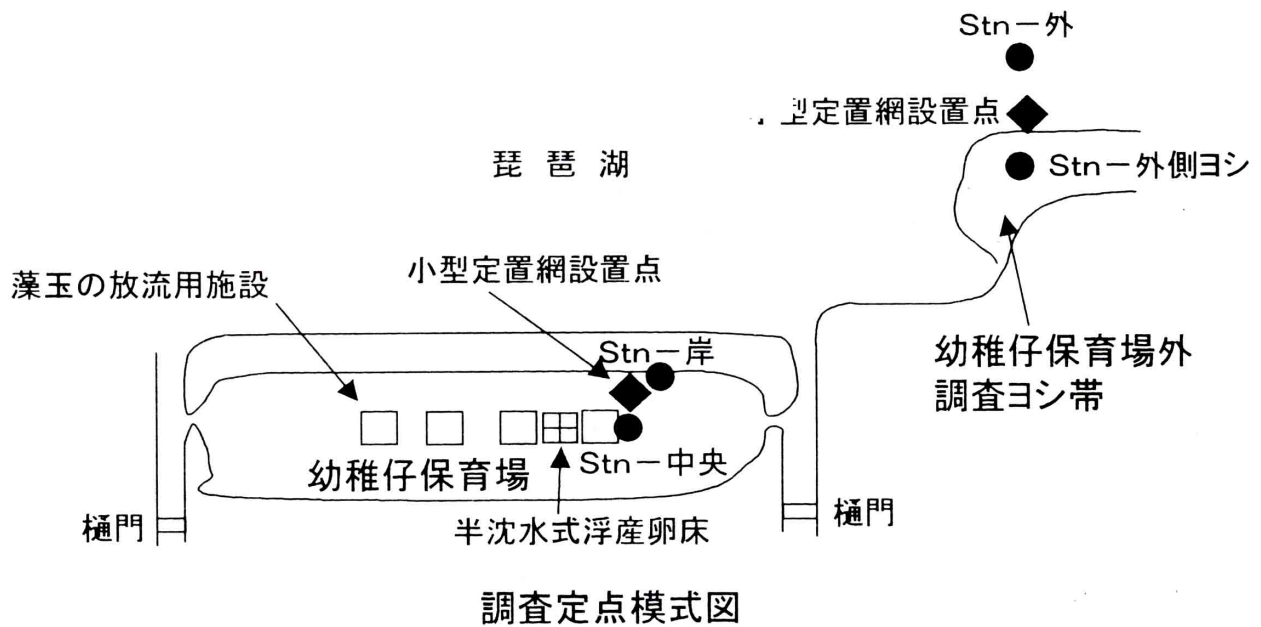 Stn－外
型定置網設置点
琵琶湖
Stn－外側ヨシ
藻玉の放流用施設
小型定置網設置点
Stn－岸
幼稚仔保育場外
調査ヨシ帯
Stn－中央
幼稚仔保育場
樋門
半沈水式浮産卵床
樋門
調査定点模式図